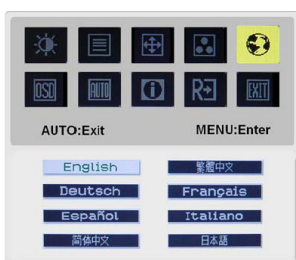 OSD AUTO R EXIT
AUTO:Exit MENU:Enter
English 繁體中文
Deutsch Français
Español Italiano
简体中文 日本語